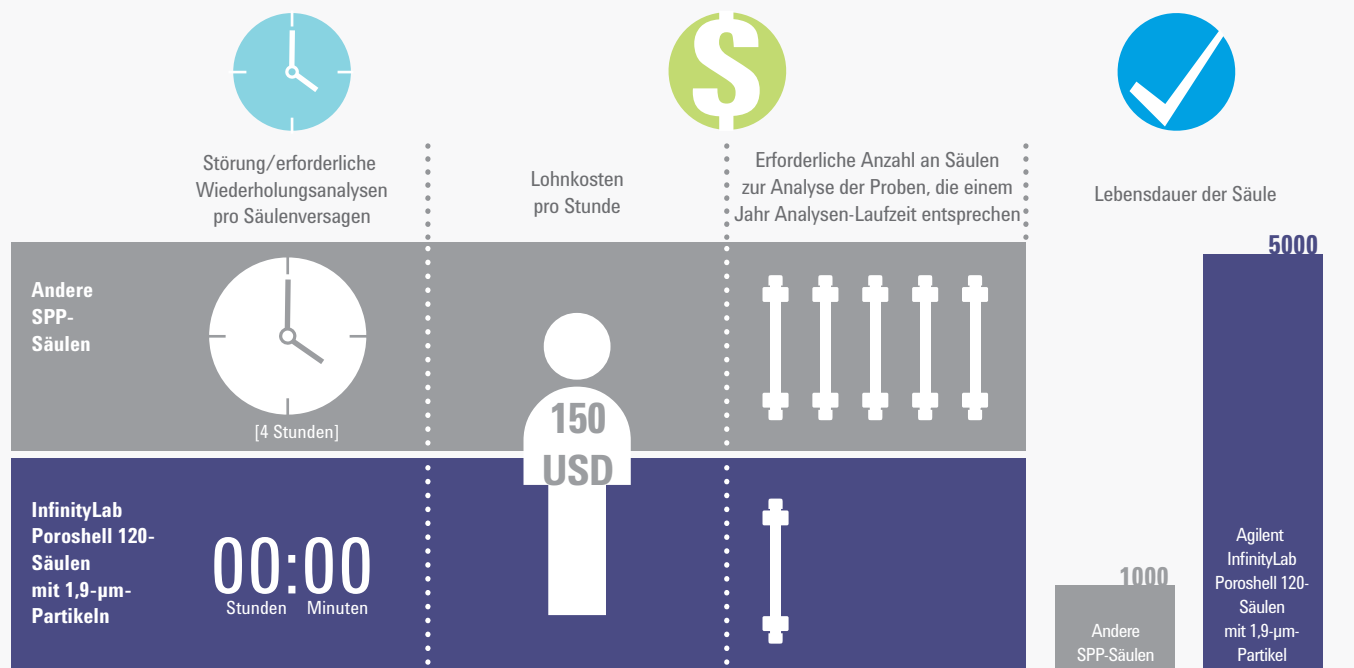 Störung/erforderliche
Wiederholungsanalysen
pro Säulenversagen
Lohnkosten
pro Stunde
Erforderliche Anzahl an Säulen
zur Analyse der Proben, die einem
Jahr Analysen-Laufzeit entsprechen
Lebensdauer der Säule
Andere
SPP-
Säulen
[4 Stunden]
150
USD
InfinityLab
Poroshell 120-
Säulen
mit 1,9-µm-
Partikeln
00:00
Stunden Minuten
1000
Andere
SPP-Säulen
5000
Agilent
InfinityLab
Poroshell 120-
Säulen
mit 1,9-µm-
Partikel